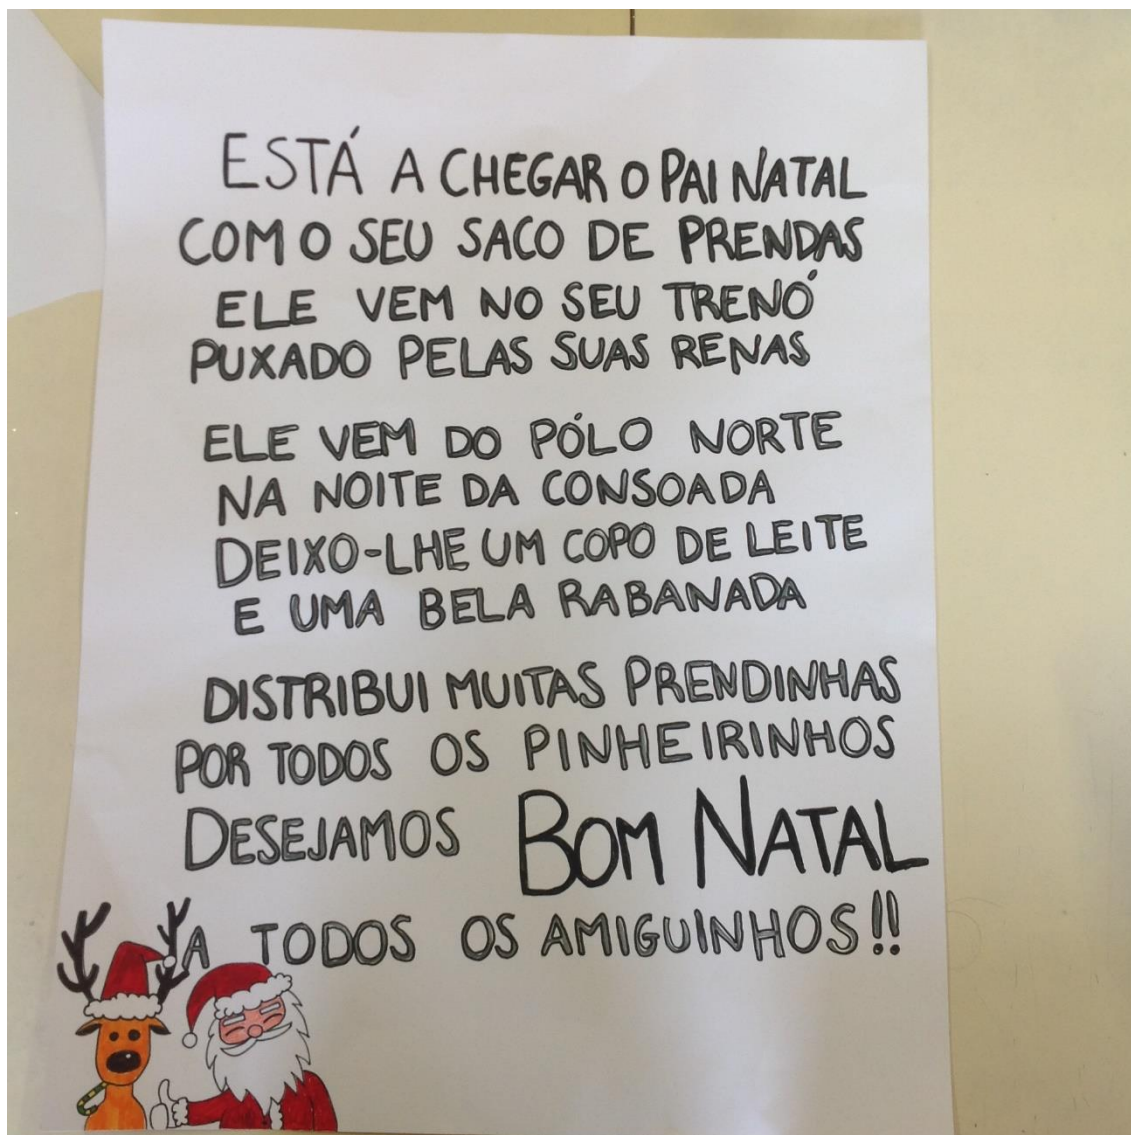 ESTÁ A CHEGAR O PAI NATAL
COM O SEU SACO DE PRENDAS
ELE VEM NO SEU TRENÓ
PUXADO PELAS SUAS RENAS
ELE VEM DO PÓLO NORTE
NA NOITE DA CONSOADA
DEIXO-LHE UM COPO DE LEITE
E UMA BELA RABANADA
DISTRIBUI MUITAS PRENDINHAS
POR TODOS OS PINHEIRINHOS
DESEJAMOS BOM NATAL
A TODOS OS AMIGUINHOS!!